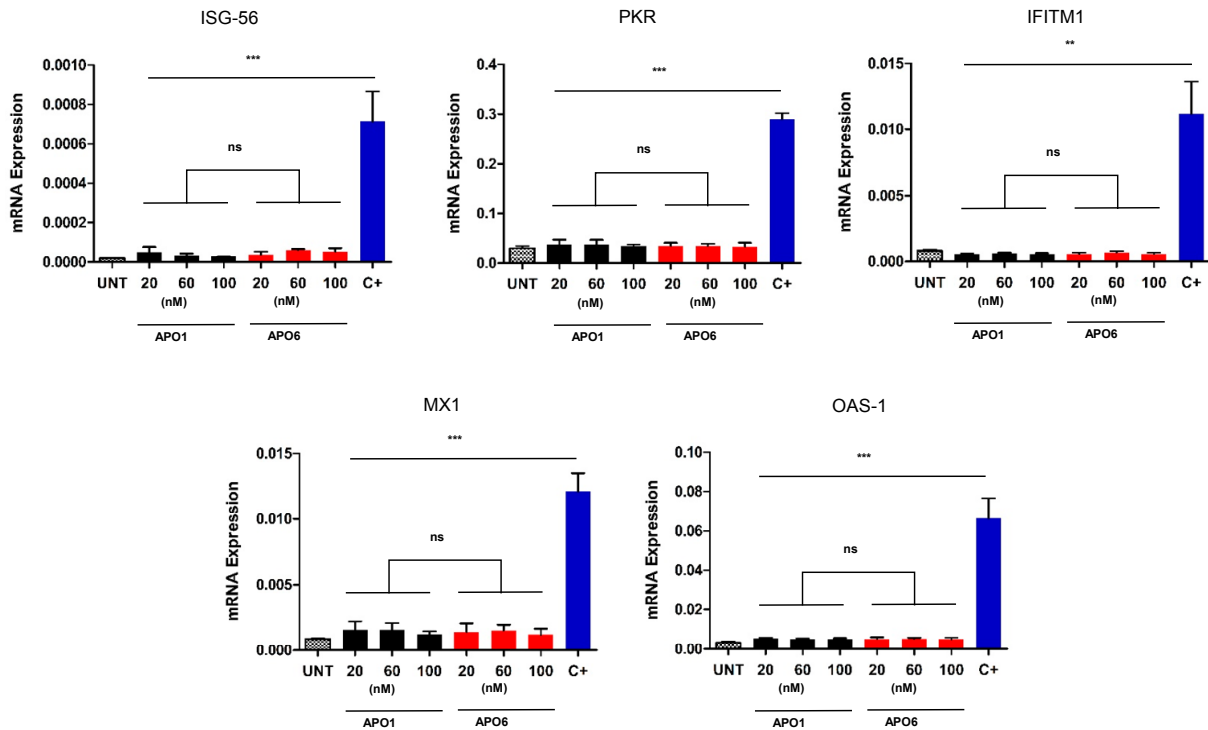 ISG-56
***
0.0010
0.0008
0.0006
0.0004
0.0002
0.0000
mRNA Expression
ns
UNT 20 60 100 20 60 100 C+
(nM) (nM)
APO1 APO6
PKR
***
0.4
0.3
0.2
0.1
0.0
mRNA Expression
ns
UNT 20 60 100 20 60 100 C+
(nM) (nM)
APO1 APO6
IFITM1
**
0.015
0.010
0.005
0.000
mRNA Expression
ns
UNT 20 60 100 20 60 100 C+
(nM) (nM)
APO1 APO6
MX1
***
0.015
0.010
0.005
0.000
mRNA Expression
ns
UNT 20 60 100 20 60 100 C+
(nM) (nM)
APO1 APO6
OAS-1
***
0.10
0.08
0.06
0.04
0.02
0.00
mRNA Expression
ns
UNT 20 60 100 20 60 100 C+
(nM) (nM)
APO1 APO6